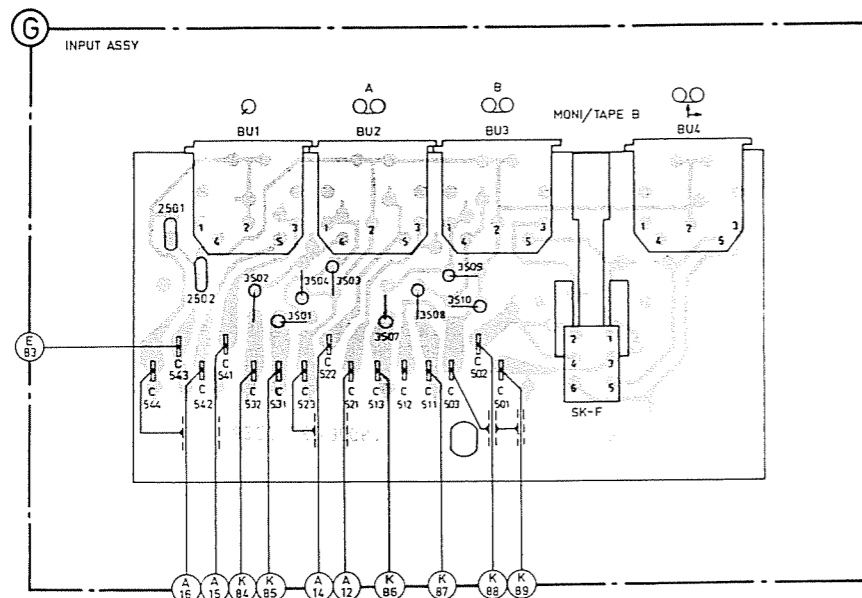 G
INPUT ASSY
A
B
MONI/TAPE B
BU1
BU2
BU3
BU4
2501
1 2 3
4 5
1 2 3
4 5
1 2 3
4 5
1 2 3
4 5
2502
3502
3504
3503
3509
3501
3507
3508
3510
E
83
2 1
4 3
6 5
SK-F
C
543
C
541
C
522
C
502
C
544
C
542
C
532
C
531
C
523
C
521
C
513
C
512
C
511
C
503
C
501
A
16
A
15
K
84
K
85
A
14
A
12
K
86
K
87
K
88
K
89